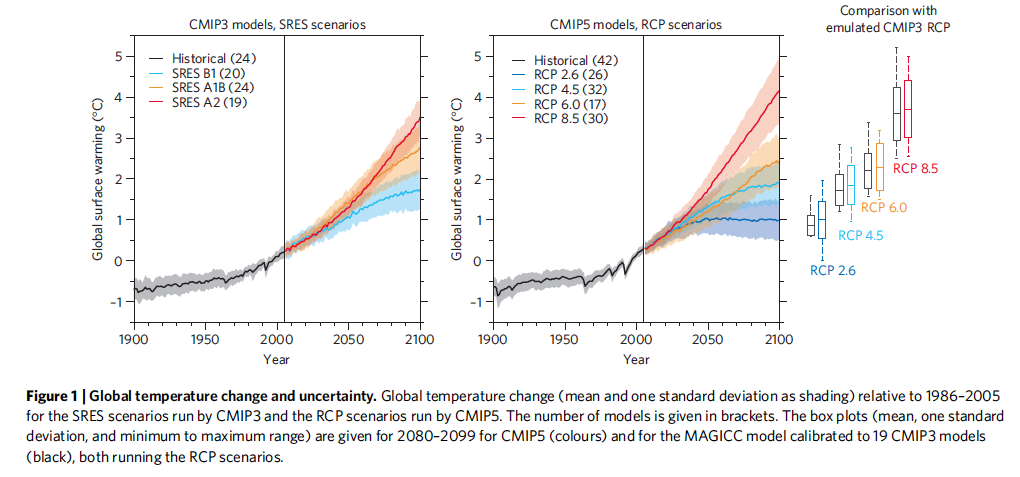 CMIP3 models, SRES scenarios
Global surface warming (°C)
5
4
3
2
1
0
–1
Historical (24)
SRES B1 (20)
SRES A1B (24)
SRES A2 (19)
1900
1950
2000
2050
2100
Year
CMIP5 models, RCP scenarios
Global surface warming (°C)
5
4
3
2
1
0
–1
Historical (42)
RCP 2.6 (26)
RCP 4.5 (32)
RCP 6.0 (17)
RCP 8.5 (30)
1900
1950
2000
2050
2100
Year
Comparison with
emulated CMIP3 RCP
RCP 8.5
RCP 6.0
RCP 4.5
RCP 2.6
Figure 1 | Global temperature change and uncertainty. Global temperature change (mean and one standard deviation as shading) relative to 1986–2005
for the SRES scenarios run by CMIP3 and the RCP scenarios run by CMIP5. The number of models is given in brackets. The box plots (mean, one standard
deviation, and minimum to maximum range) are given for 2080–2099 for CMIP5 (colours) and for the MAGICC model calibrated to 19 CMIP3 models
(black), both running the RCP scenarios.